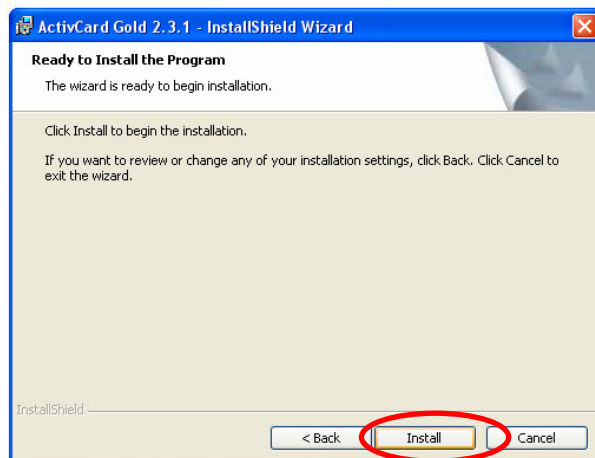 ActivCard Gold 2.3.1 - InstallShield Wizard
Ready to Install the Program
The wizard is ready to begin installation.
Click Install to begin the installation.
If you want to review or change any of your installation settings, click Back. Click Cancel to
exit the wizard.
InstallShield
< Back Install Cancel